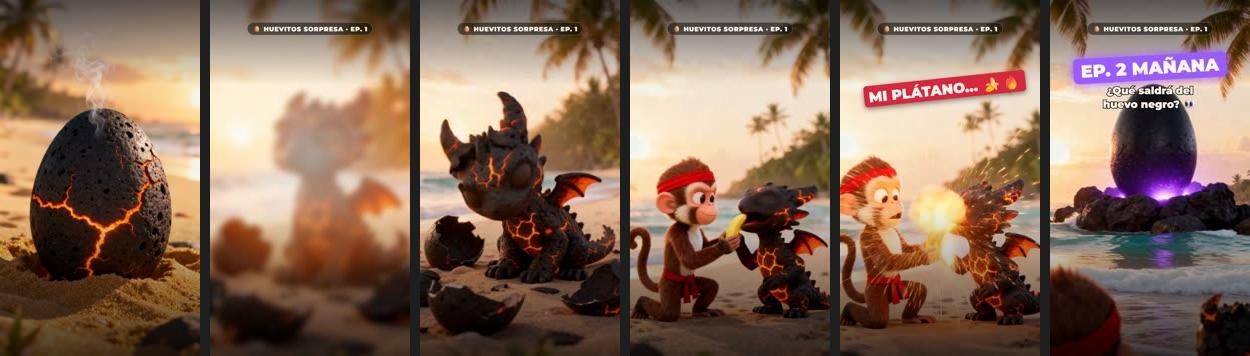 🥚 HUEVITOS SORPRESA · EP. 1
🥚 HUEVITOS SORPRESA · EP. 1
🥚 HUEVITOS SORPRESA · EP. 1
🥚 HUEVITOS SORPRESA · EP. 1
MI PLÁTANO... 🍌 🔥
🥚 HUEVITOS SORPRESA · EP. 1
EP. 2 MAÑANA
¿Qué saldrá del
huevo negro? 👀